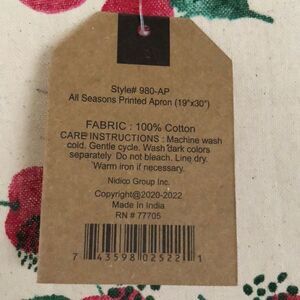 Style# 980-AP
All Seasons Printed Apron (19"x30")
FABRIC : 100% Cotton
CARE INSTRUCTIONS : Machine wash
cold. Gentle cycle. Wash dark colors
separately. Do not bleach. Line dry.
Warm iron if necessary.
Nidico Group Inc.
Copyright@2020-2022
Made In India
RN # 77705
7 43598 02522 1